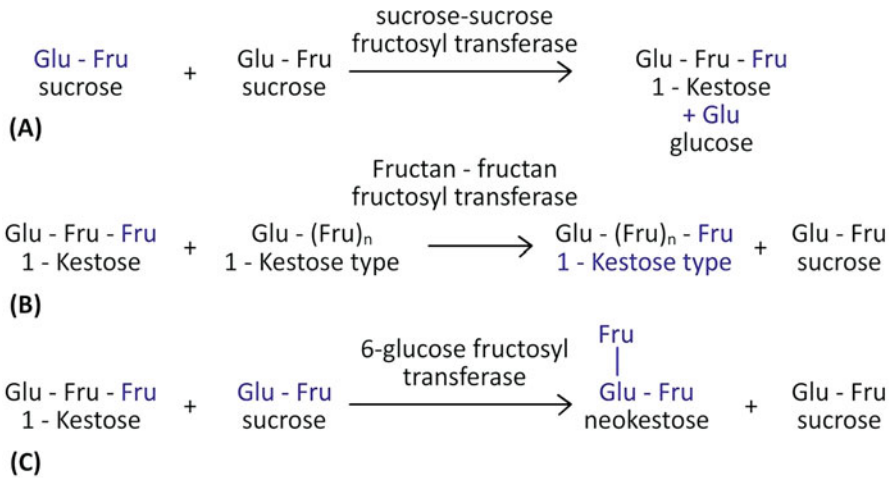 sucrose-sucrose
fructosyl transferase
Glu - Fru + Glu - Fru Glu - Fru - Fru
sucrose sucrose 1 - Kestose
+ Glu
glucose
(A)
Fructan - fructan
fructosyl transferase
Glu - Fru - Fru + Glu - (Fru)n Glu - (Fru)n - Fru + Glu - Fru
1 - Kestose 1 - Kestose type 1 - Kestose type sucrose
(B)
6-glucose fructosyl
transferase
Fru
Glu - Fru - Fru + Glu - Fru Glu - Fru + Glu - Fru
1 - Kestose sucrose neokestose sucrose
(C)